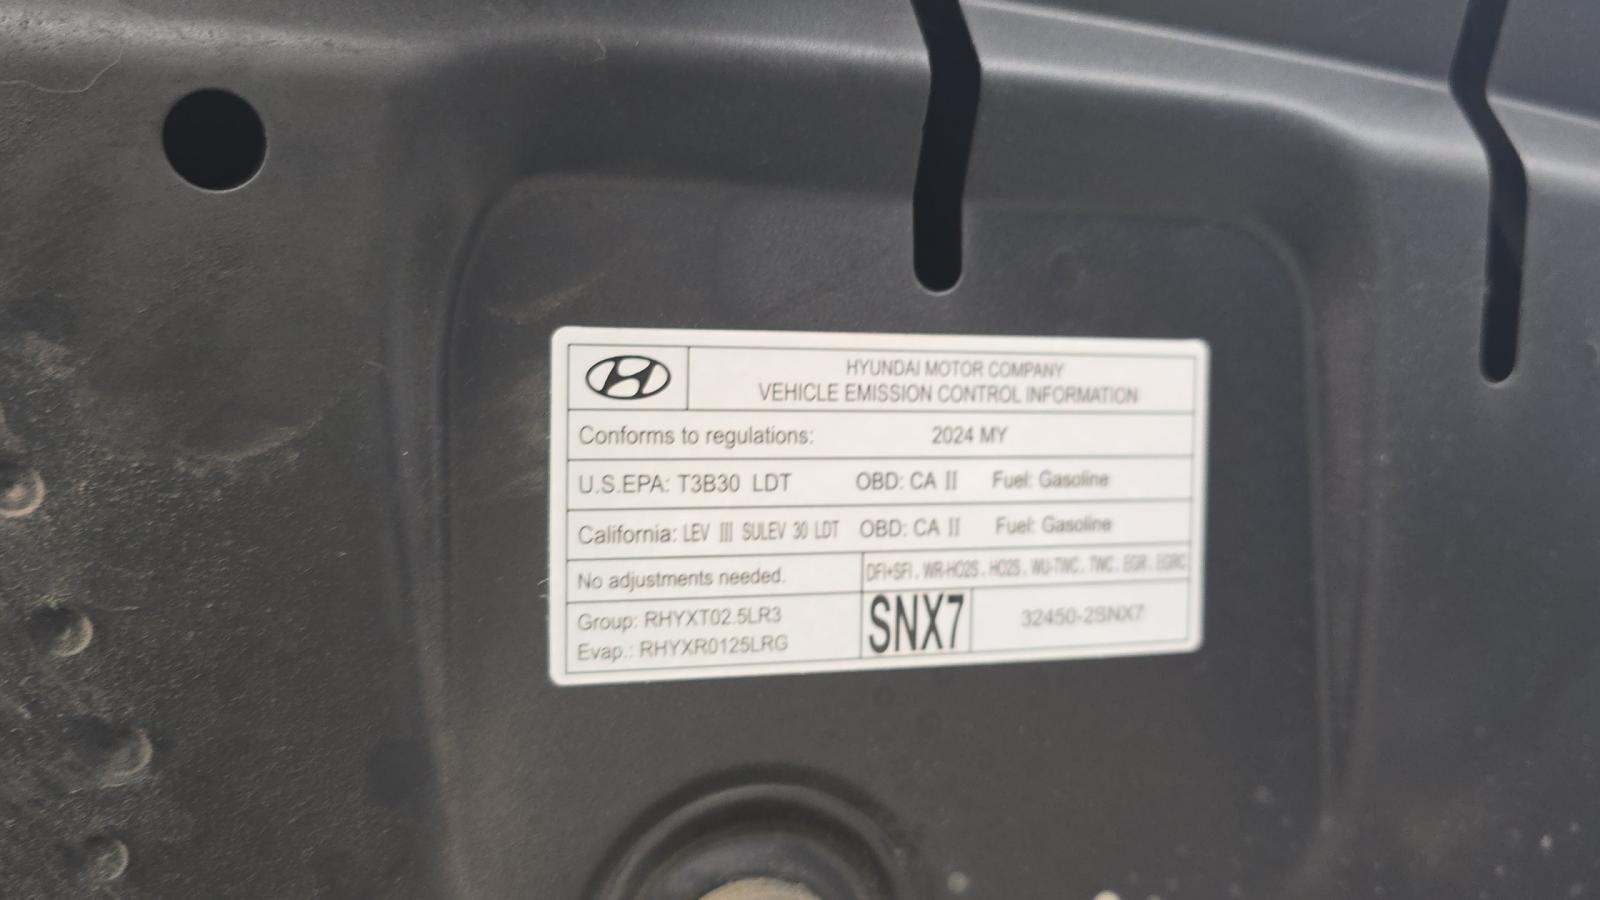 HYUNDAI MOTOR COMPANY
VEHICLE EMISSION CONTROL INFORMATION
Conforms to regulations: 2024 MY
U.S.EPA: T3B30 LDT OBD: CA II Fuel: Gasoline
California: LEV III SULEV 30 LDT OBD: CA II Fuel: Gasoline
No adjustments needed. DFI+SFI, WR-HO2S, HO2S, WU-TWC, TWC, EGR, EGRC
Group: RHYXT02.5LR3
Evap.: RHYXR0125LRG
SNX7
32450-2SNX7